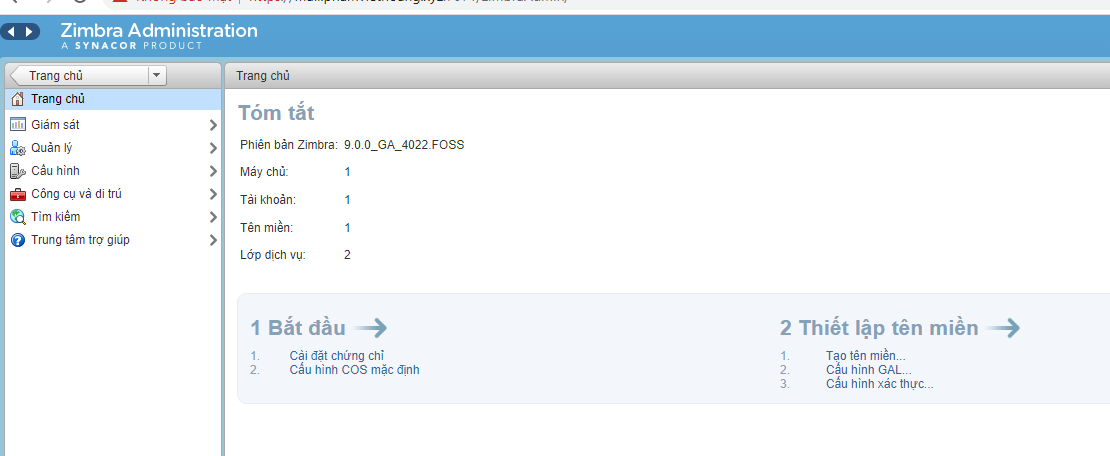 Zimbra Administration
A SYNACOR PRODUCT
Trang chủ
Trang chủ
Giám sát
Quản lý
Cấu hình
Công cụ và di trú
Tìm kiếm
Trung tâm trợ giúp
Trang chủ
Tóm tắt
Phiên bản Zimbra: 9.0.0_GA_4022.FOSS
Máy chủ: 1
Tài khoản: 1
Tên miền: 1
Lớp dịch vụ: 2
1 Bắt đầu
1. Cài đặt chứng chỉ
2. Cấu hình COS mặc định
2 Thiết lập tên miền
1. Tạo tên miền...
2. Cấu hình GAL...
3. Cấu hình xác thực...